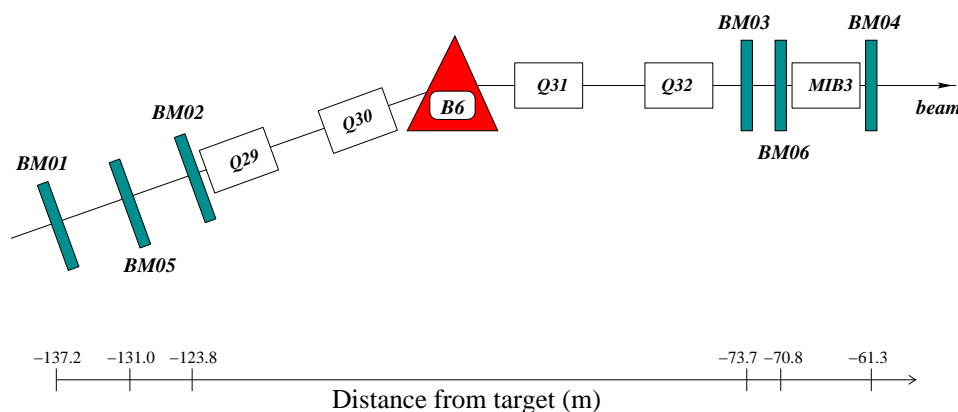 BM03
BM04
BM02
B6
Q31
Q32
MIB3
Q30
beam
BM01
Q29
BM06
BM05
−137.2
−131.0
−123.8
−73.7
−70.8
−61.3
Distance from target (m)